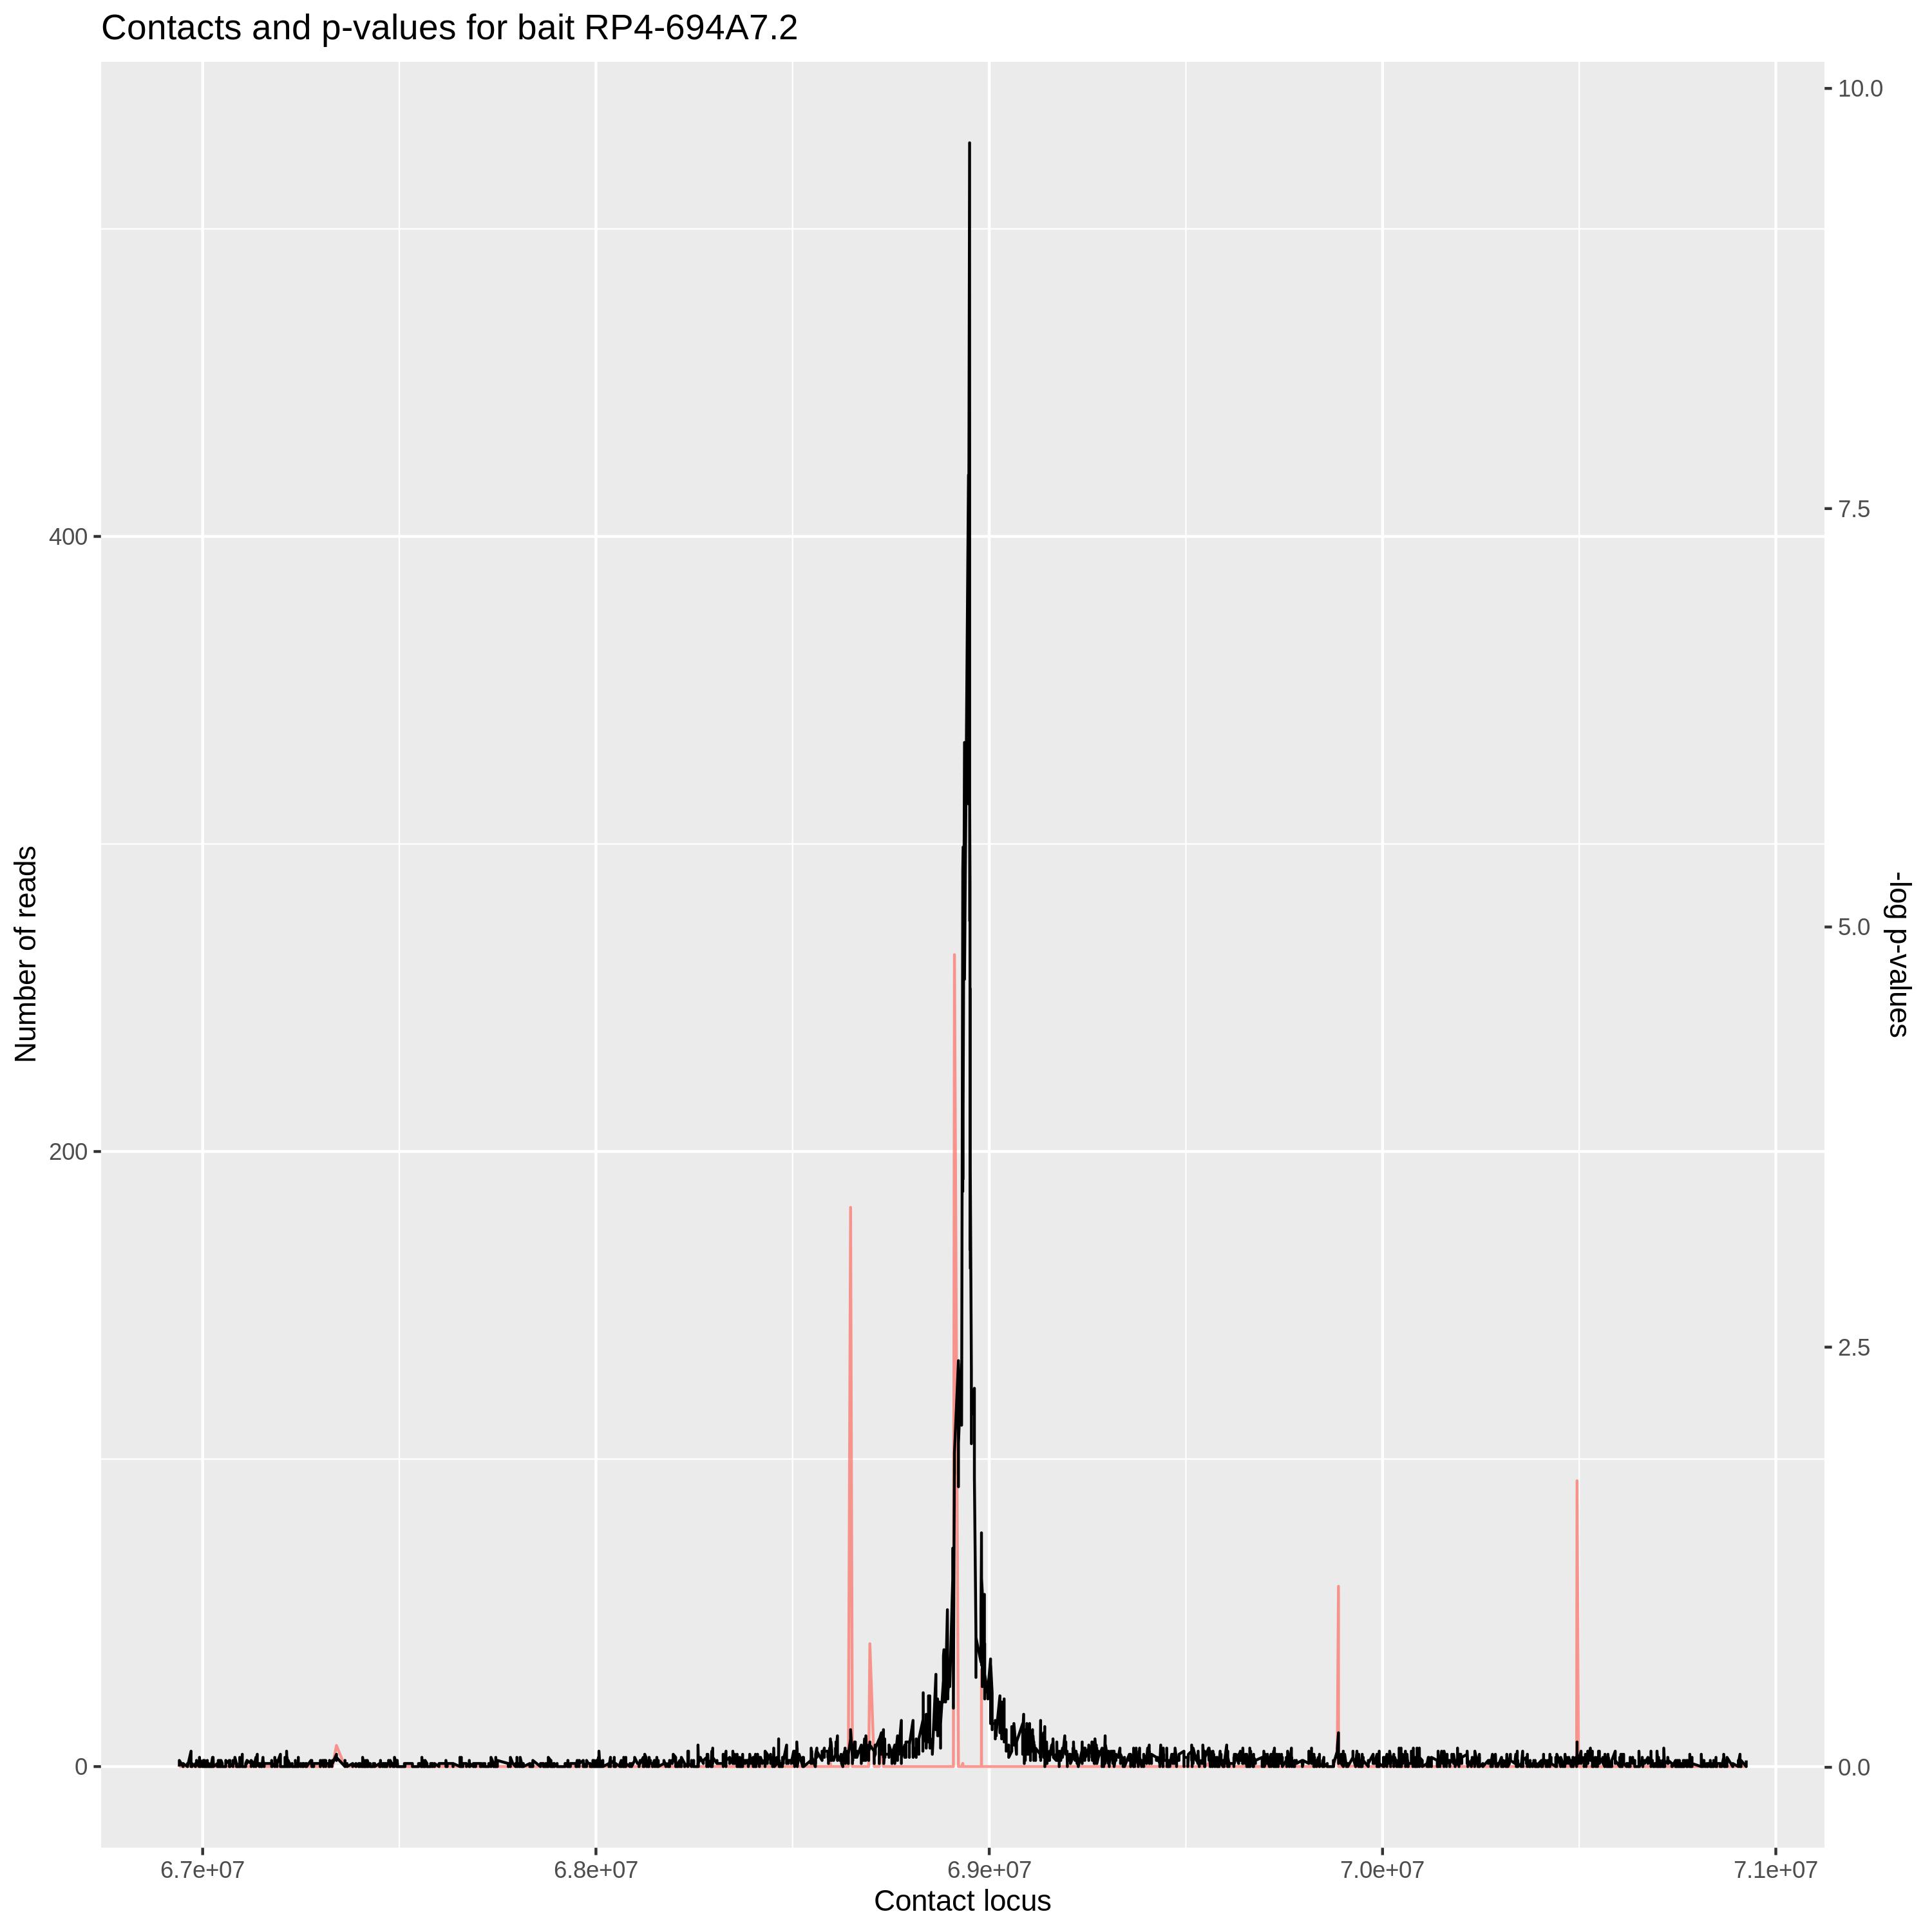 Contacts and p-values for bait RP4-694A7.2
10.0
7.5
5.0
2.5
0.0
400
200
0
Number of reads
-log p-values
6.7e+07
6.8e+07
6.9e+07
7.0e+07
7.1e+07
Contact locus